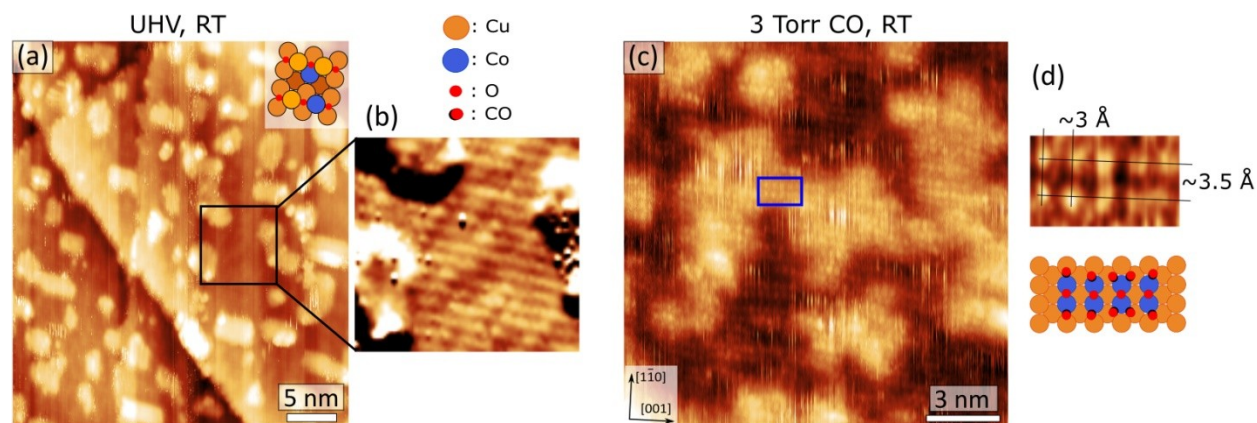 UHV, RT
3 Torr CO, RT
(a)
: Cu
: Co
: O
: CO
(b)
5 nm
(c)
[11̅0]
[001]
3 nm
(d)
~3 Å
~3.5 Å